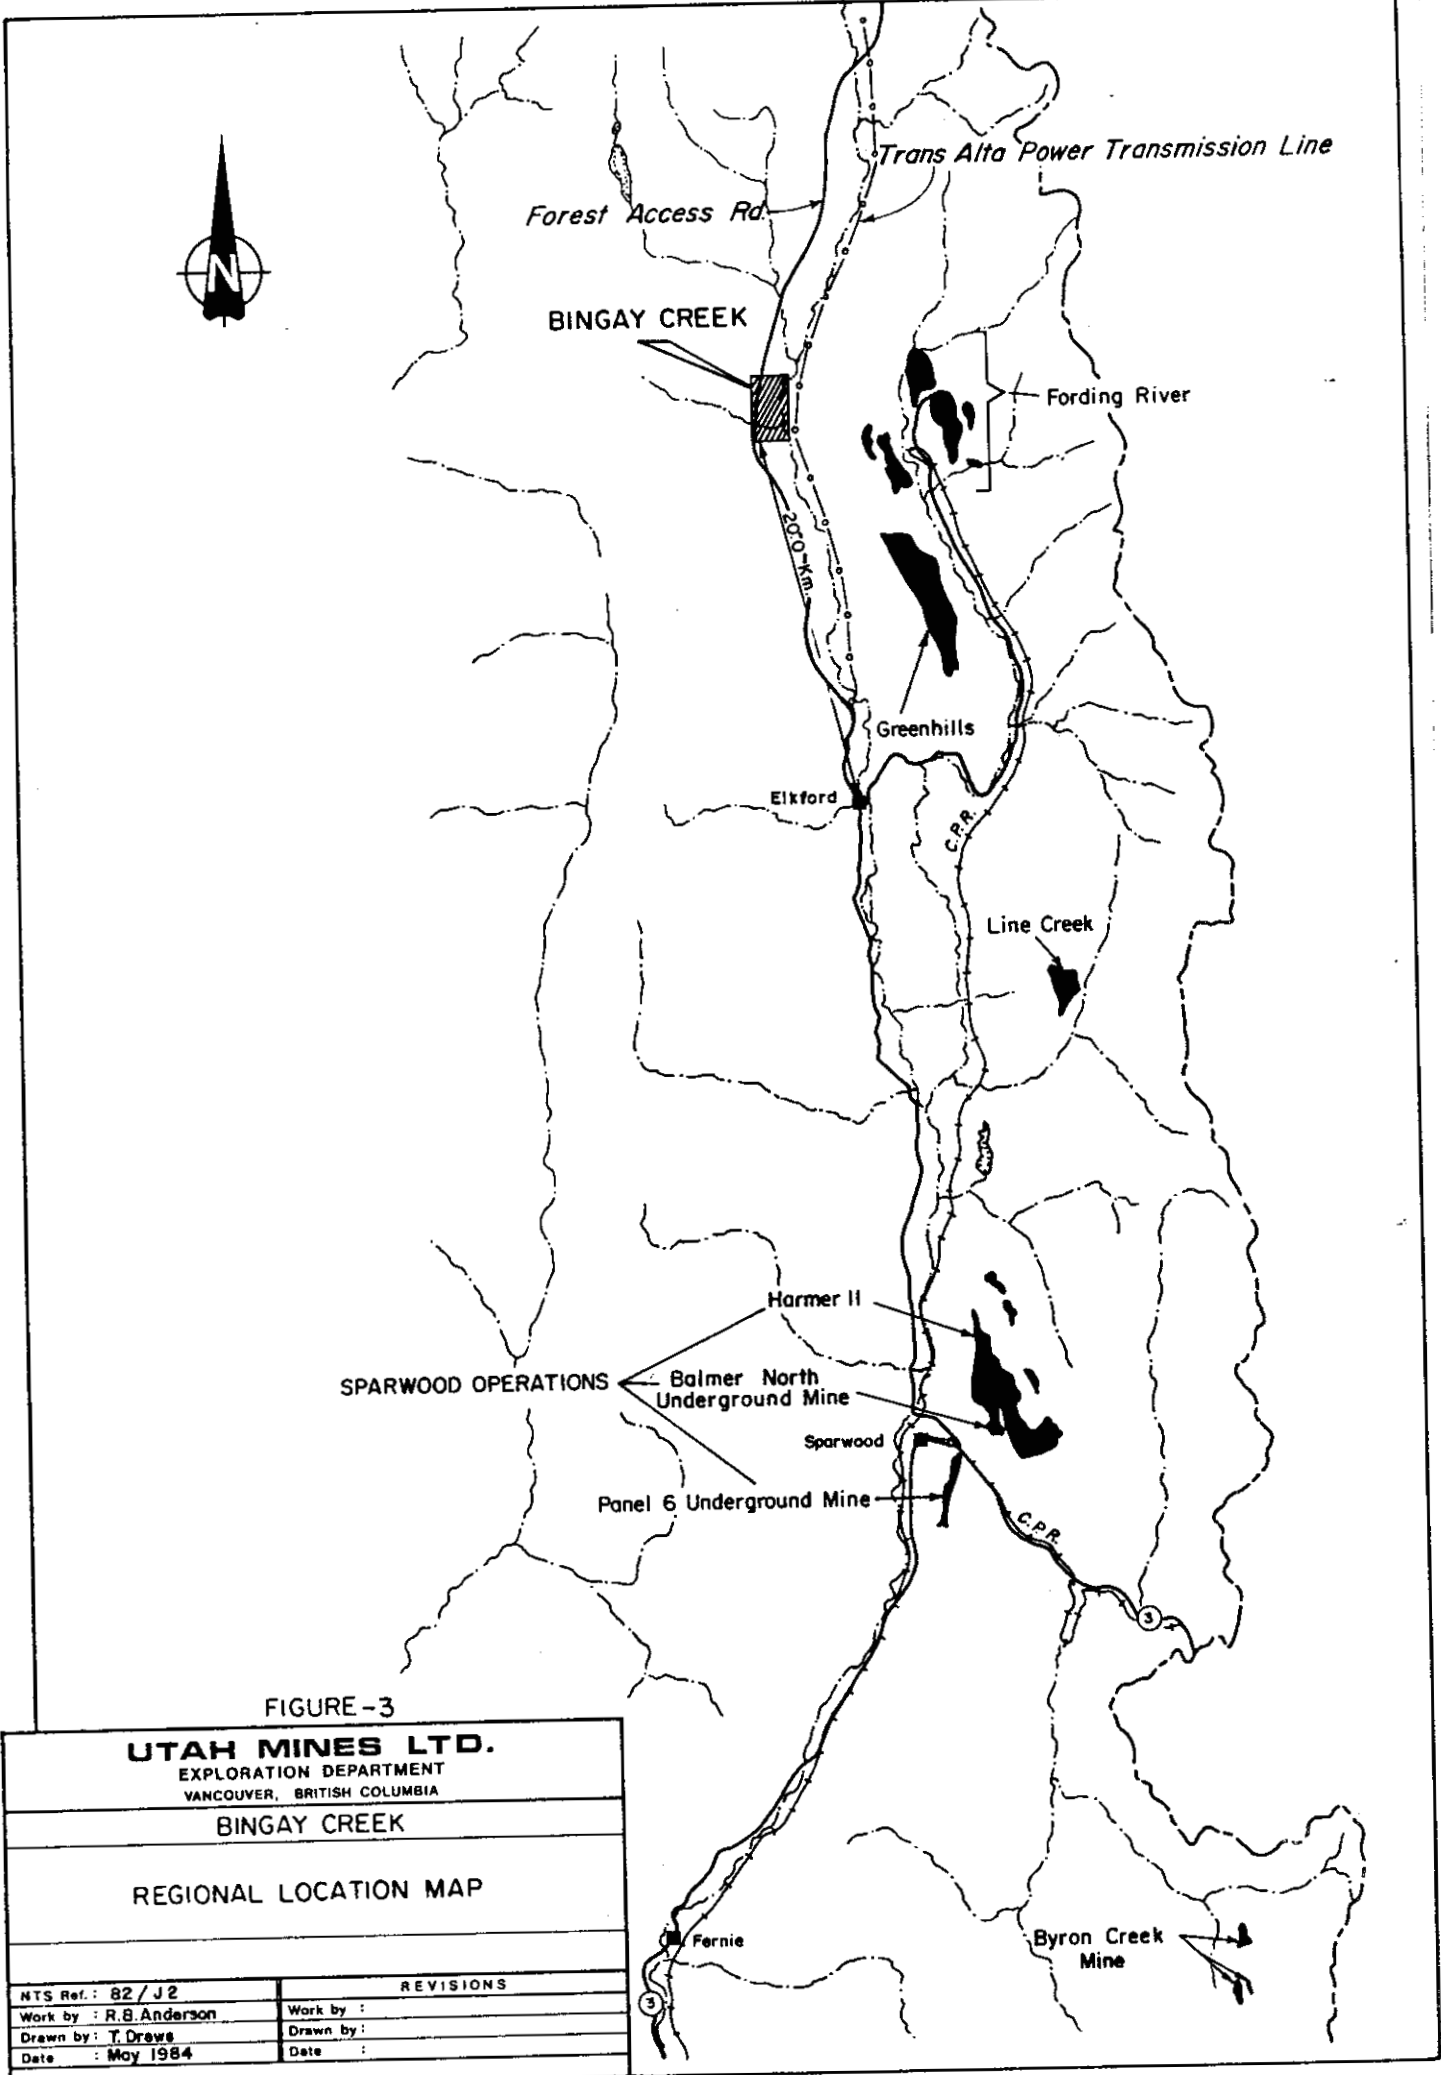 Trans Alta Power Transmission Line
Forest Access Rd.
N
BINGAY CREEK
Fording River
20.0 Km.
Greenhills
Elkford
C.P.R.
Line Creek
Harmer II
SPARWOOD OPERATIONS
Balmer North
Underground Mine
Sparwood
Panel 6 Underground Mine
C.P.R.
3
FIGURE-3
UTAH MINES LTD.
EXPLORATION DEPARTMENT
VANCOUVER, BRITISH COLUMBIA
BINGAY CREEK
REGIONAL LOCATION MAP
Fernie
Byron Creek
Mine
3
NTS Ref.: 82/J2
REVISIONS
Work by : R.B. Anderson
Work by :
Drawn by: T. Drews
Drawn by:
Date : May 1984
Date :